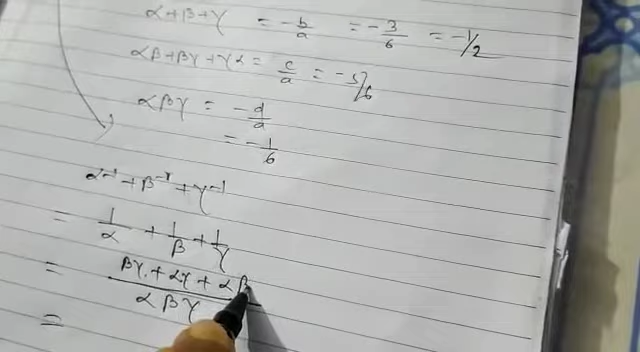 α+β+γ = -b/a = -3/6 = -1/2
αβ+βγ+γα = c/a = -5/6
αβγ = -d/a
= -1/6
α⁻¹+β⁻¹+γ⁻¹
= 1/α + 1/β + 1/γ
= (βγ + αγ + αβ)/(αβγ)
=